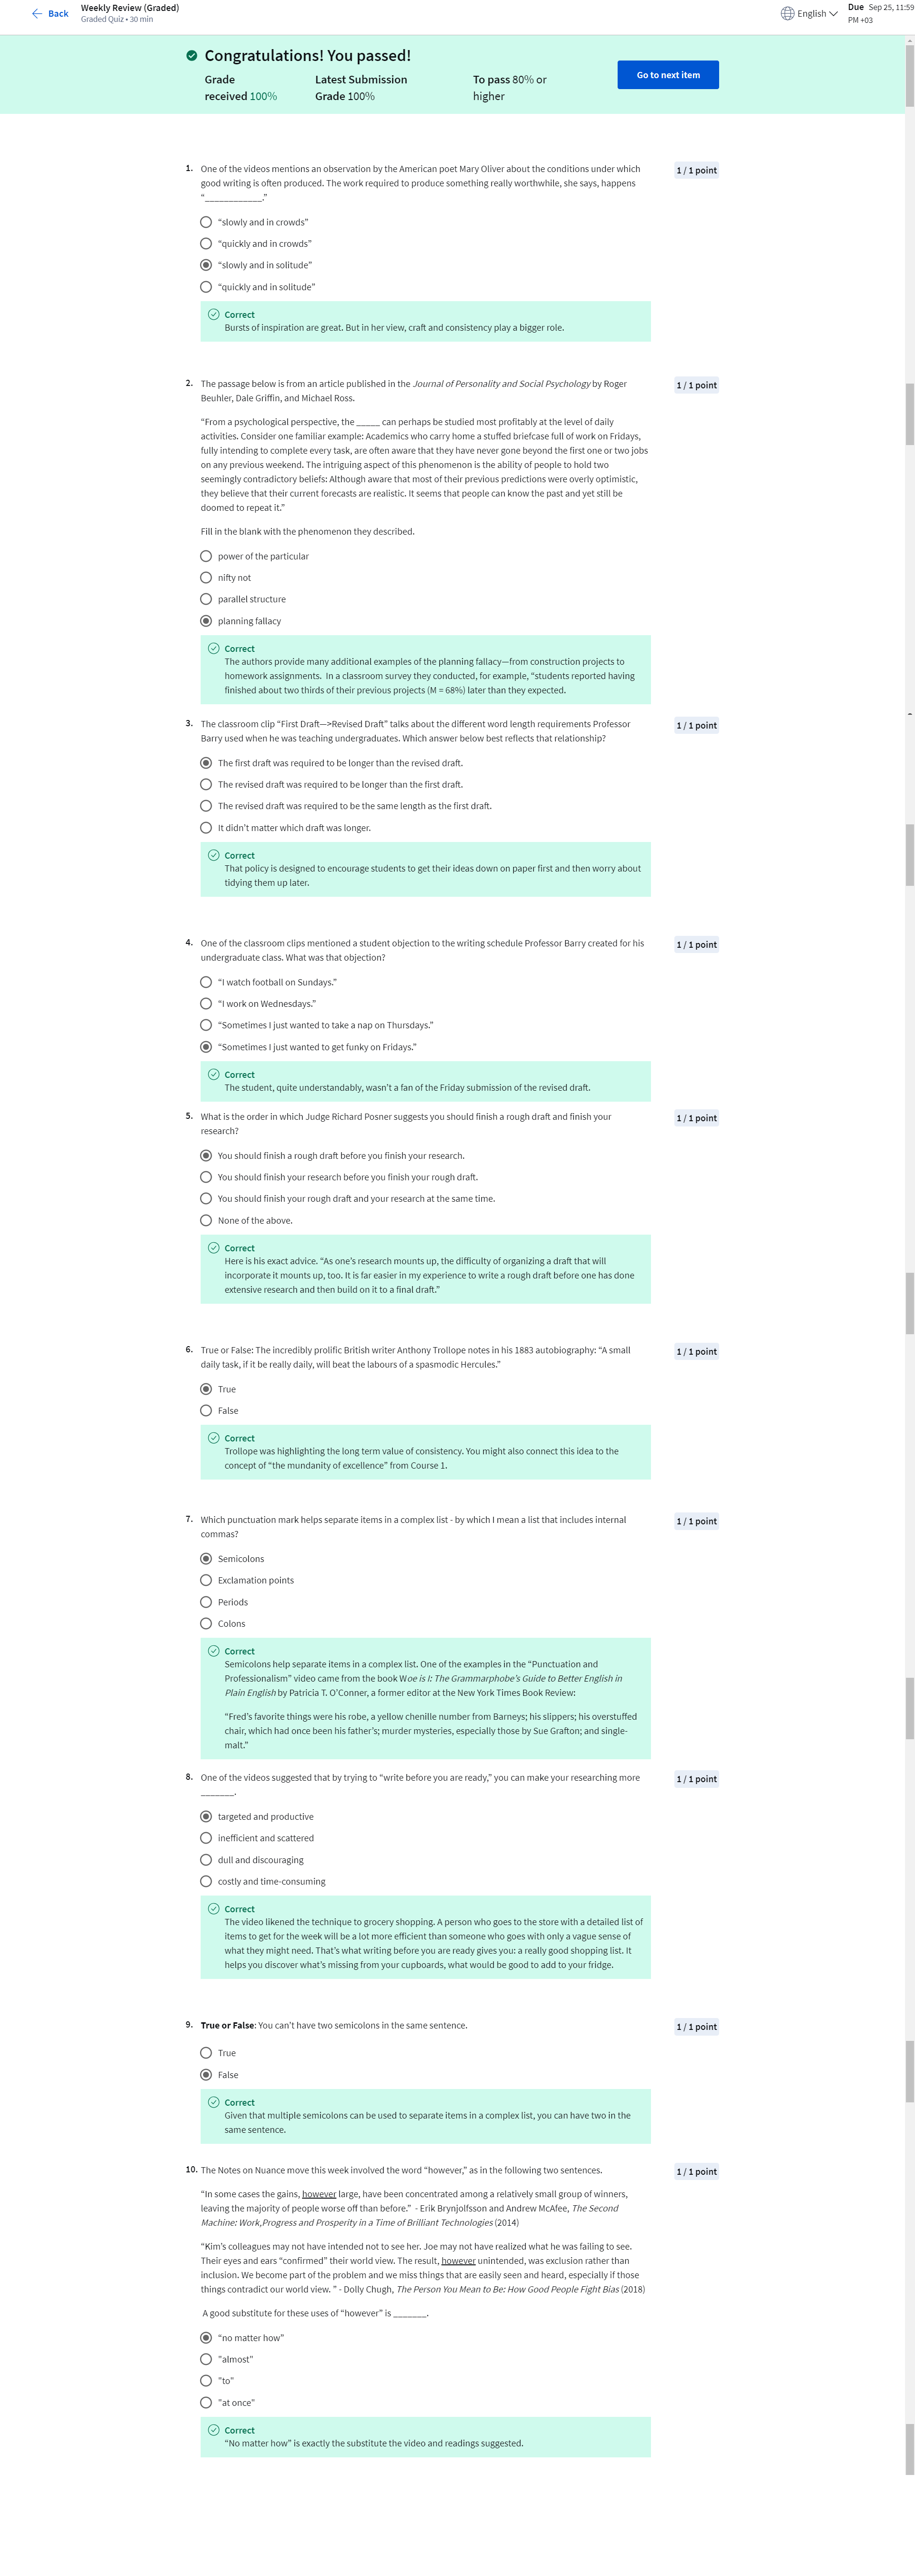 Back
Weekly Review (Graded)
Graded Quiz • 30 min
English
Due Sep 25, 11:59
PM +03
Congratulations! You passed!
Grade
received 100%
Latest Submission
Grade 100%
To pass 80% or
higher
Go to next item
1. One of the videos mentions an observation by the American poet Mary Oliver about the conditions under which
good writing is often produced. The work required to produce something really worthwhile, she says, happens
“____________.”
1 / 1 point
“slowly and in crowds”
“quickly and in crowds”
“slowly and in solitude”
“quickly and in solitude”
Correct
Bursts of inspiration are great. But in her view, craft and consistency play a bigger role.
2. The passage below is from an article published in the Journal of Personality and Social Psychology by Roger
Beuhler, Dale Griffin, and Michael Ross.
1 / 1 point
“From a psychological perspective, the _____ can perhaps be studied most profitably at the level of daily
activities. Consider one familiar example: Academics who carry home a stuffed briefcase full of work on Fridays,
fully intending to complete every task, are often aware that they have never gone beyond the first one or two jobs
on any previous weekend. The intriguing aspect of this phenomenon is the ability of people to hold two
seemingly contradictory beliefs: Although aware that most of their previous predictions were overly optimistic,
they believe that their current forecasts are realistic. It seems that people can know the past and yet still be
doomed to repeat it.”
Fill in the blank with the phenomenon they described.
power of the particular
nifty not
parallel structure
planning fallacy
Correct
The authors provide many additional examples of the planning fallacy—from construction projects to
homework assignments. In a classroom survey they conducted, for example, “students reported having
finished about two thirds of their previous projects (M = 68%) later than they expected.
3. The classroom clip “First Draft—>Revised Draft” talks about the different word length requirements Professor
Barry used when he was teaching undergraduates. Which answer below best reflects that relationship?
1 / 1 point
The first draft was required to be longer than the revised draft.
The revised draft was required to be longer than the first draft.
The revised draft was required to be the same length as the first draft.
It didn’t matter which draft was longer.
Correct
That policy is designed to encourage students to get their ideas down on paper first and then worry about
tidying them up later.
4. One of the classroom clips mentioned a student objection to the writing schedule Professor Barry created for his
undergraduate class. What was that objection?
1 / 1 point
“I watch football on Sundays.”
“I work on Wednesdays.”
“Sometimes I just wanted to take a nap on Thursdays.”
“Sometimes I just wanted to get funky on Fridays.”
Correct
The student, quite understandably, wasn’t a fan of the Friday submission of the revised draft.
5. What is the order in which Judge Richard Posner suggests you should finish a rough draft and finish your
research?
1 / 1 point
You should finish a rough draft before you finish your research.
You should finish your research before you finish your rough draft.
You should finish your rough draft and your research at the same time.
None of the above.
Correct
Here is his exact advice. “As one’s research mounts up, the difficulty of organizing a draft that will
incorporate it mounts up, too. It is far easier in my experience to write a rough draft before one has done
extensive research and then build on it to a final draft.”
6. True or False: The incredibly prolific British writer Anthony Trollope notes in his 1883 autobiography: “A small
daily task, if it be really daily, will beat the labours of a spasmodic Hercules.”
1 / 1 point
True
False
Correct
Trollope was highlighting the long term value of consistency. You might also connect this idea to the
concept of “the mundanity of excellence” from Course 1.
7. Which punctuation mark helps separate items in a complex list - by which I mean a list that includes internal
commas?
1 / 1 point
Semicolons
Exclamation points
Periods
Colons
Correct
Semicolons help separate items in a complex list. One of the examples in the “Punctuation and
Professionalism” video came from the book Woe is I: The Grammarphobe’s Guide to Better English in
Plain English by Patricia T. O’Conner, a former editor at the New York Times Book Review:
“Fred’s favorite things were his robe, a yellow chenille number from Barneys; his slippers; his overstuffed
chair, which had once been his father’s; murder mysteries, especially those by Sue Grafton; and single-
malt.”
8. One of the videos suggested that by trying to “write before you are ready,” you can make your researching more
_______.
1 / 1 point
targeted and productive
inefficient and scattered
dull and discouraging
costly and time-consuming
Correct
The video likened the technique to grocery shopping. A person who goes to the store with a detailed list of
items to get for the week will be a lot more efficient than someone who goes with only a vague sense of
what they might need. That’s what writing before you are ready gives you: a really good shopping list. It
helps you discover what’s missing from your cupboards, what would be good to add to your fridge.
9. True or False: You can’t have two semicolons in the same sentence.
1 / 1 point
True
False
Correct
Given that multiple semicolons can be used to separate items in a complex list, you can have two in the
same sentence.
10. The Notes on Nuance move this week involved the word “however,” as in the following two sentences.
1 / 1 point
“In some cases the gains, however large, have been concentrated among a relatively small group of winners,
leaving the majority of people worse off than before.” - Erik Brynjolfsson and Andrew McAfee, The Second
Machine: Work,Progress and Prosperity in a Time of Brilliant Technologies (2014)
“Kim’s colleagues may not have intended not to see her. Joe may not have realized what he was failing to see.
Their eyes and ears “confirmed” their world view. The result, however unintended, was exclusion rather than
inclusion. We become part of the problem and we miss things that are easily seen and heard, especially if those
things contradict our world view. ” - Dolly Chugh, The Person You Mean to Be: How Good People Fight Bias (2018)
A good substitute for these uses of “however” is _______.
“no matter how”
"almost"
"to"
"at once"
Correct
“No matter how” is exactly the substitute the video and readings suggested.